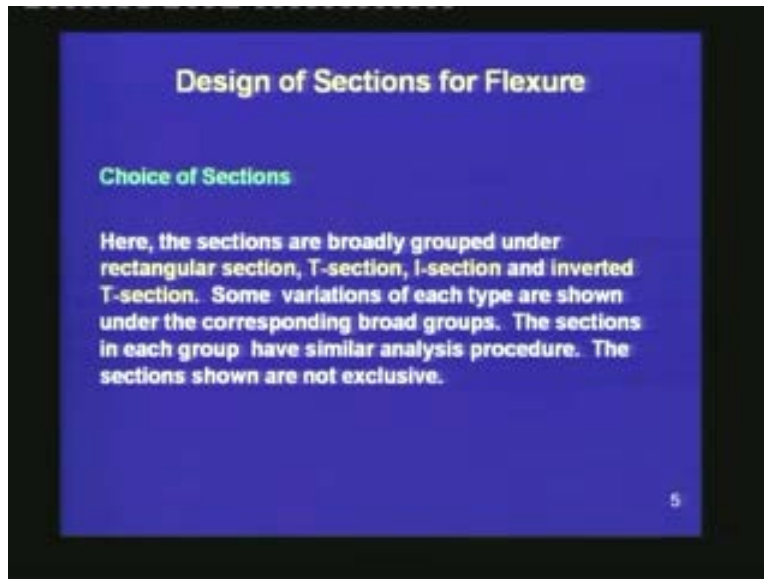 Design of Sections for Flexure
Choice of Sections
Here, the sections are broadly grouped under
rectangular section, T-section, I-section and inverted
T-section. Some variations of each type are shown
under the corresponding broad groups. The sections
in each group have similar analysis procedure. The
sections shown are not exclusive.
5